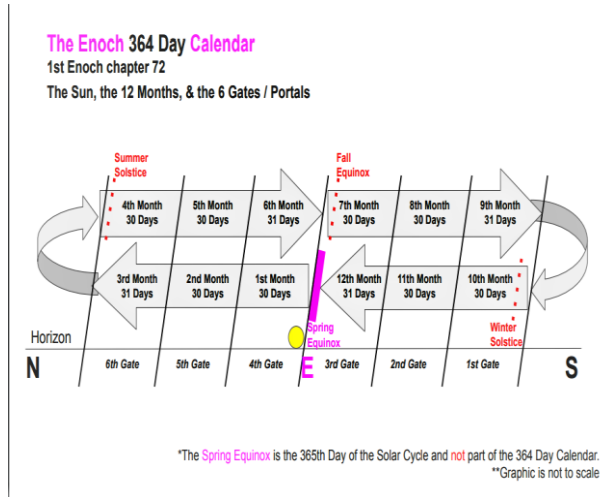 The Enoch 364 Day Calendar
1st Enoch chapter 72
The Sun, the 12 Months, & the 6 Gates / Portals
Summer
Solstice
Fall
Equinox
4th Month
30 Days
5th Month
30 Days
6th Month
31 Days
7th Month
30 Days
8th Month
30 Days
9th Month
31 Days
3rd Month
31 Days
2nd Month
30 Days
1st Month
30 Days
12th Month
31 Days
11th Month
30 Days
10th Month
30 Days
Horizon
Spring
Equinox
Winter
Solstice
N
6th Gate
5th Gate
4th Gate
E
3rd Gate
2nd Gate
1st Gate
S
*The Spring Equinox is the 365th Day of the Solar Cycle and not part of the 364 Day Calendar.
**Graphic is not to scale